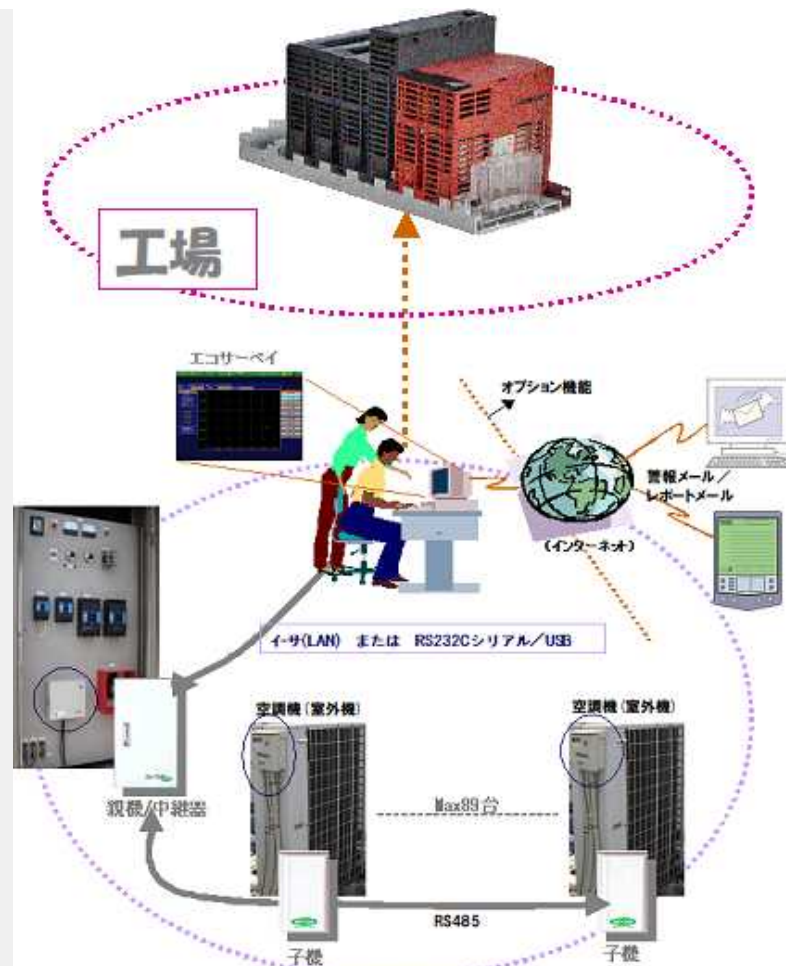 工場
エコサーベイ
オプション機能
警報メール／
レポートメール
(インターネット)
イーサ(LAN) または RS232Cシリアル／USB
空調機(室外機)
空調機(室外機)
親機/中継器
Max89台
RS485
子機
子機